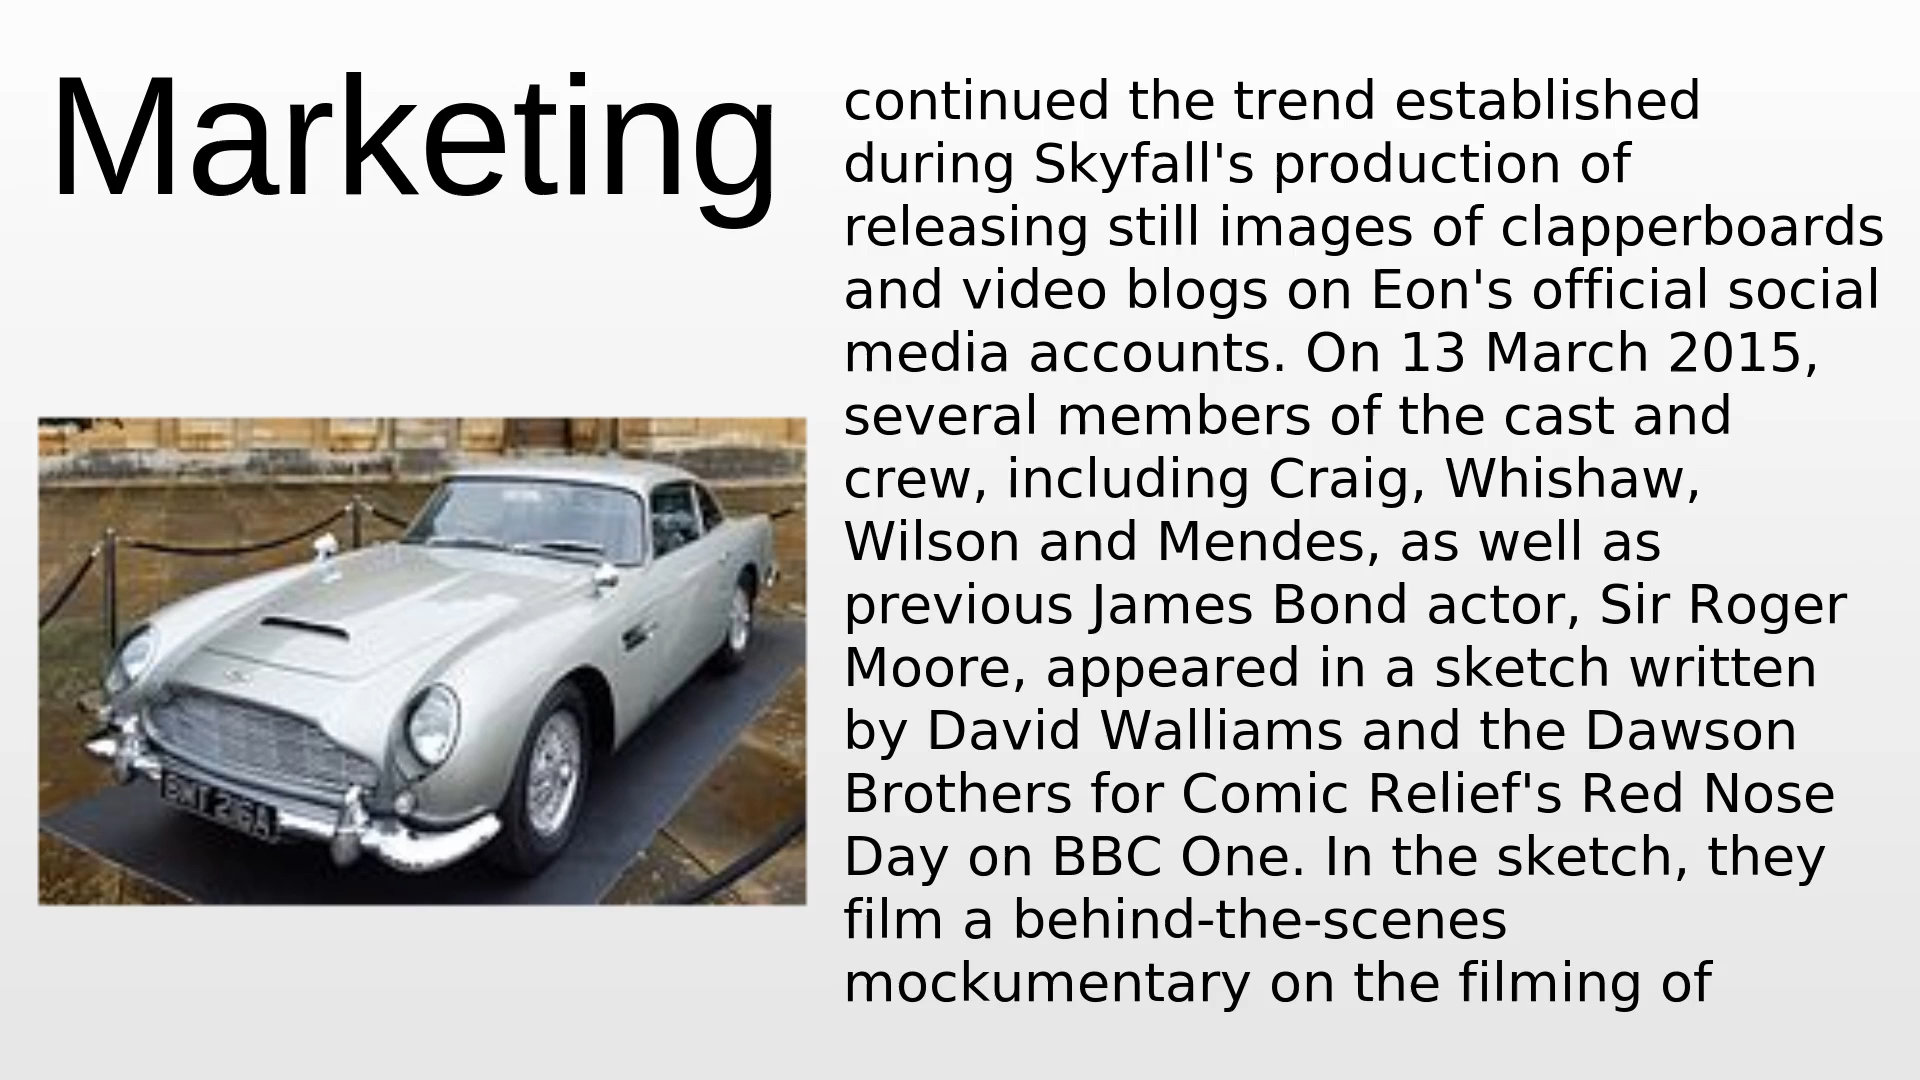 Marketing
continued the trend established
during Skyfall's production of
releasing still images of clapperboards
and video blogs on Eon's official social
media accounts. On 13 March 2015,
several members of the cast and
crew, including Craig, Whishaw,
Wilson and Mendes, as well as
previous James Bond actor, Sir Roger
Moore, appeared in a sketch written
by David Walliams and the Dawson
Brothers for Comic Relief's Red Nose
Day on BBC One. In the sketch, they
film a behind-the-scenes
mockumentary on the filming of
BMT 216A